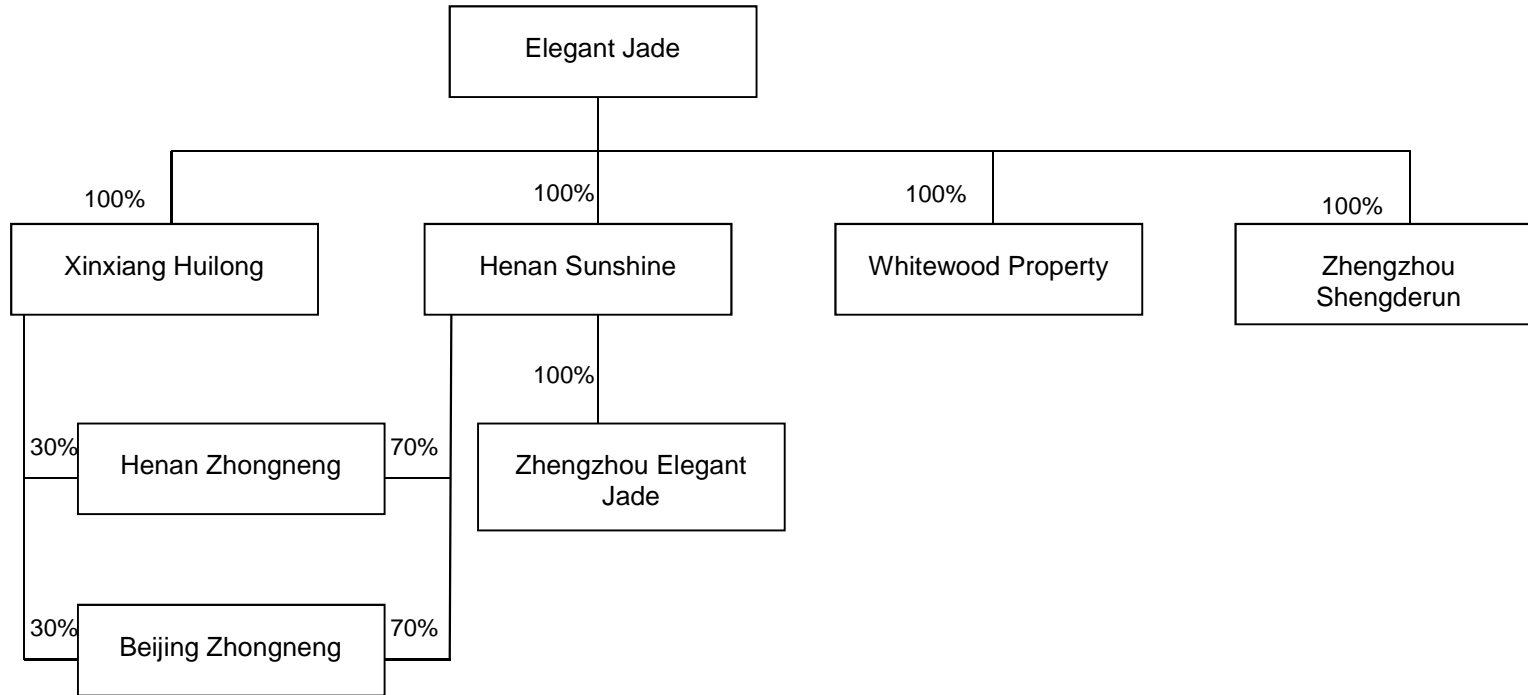 Elegant Jade
100%
100%
100%
100%
Xinxiang Huilong
Henan Sunshine
Whitewood Property
Zhengzhou
Shengderun
100%
30%
Henan Zhongneng
70%
Zhengzhou Elegant
Jade
30%
Beijing Zhongneng
70%